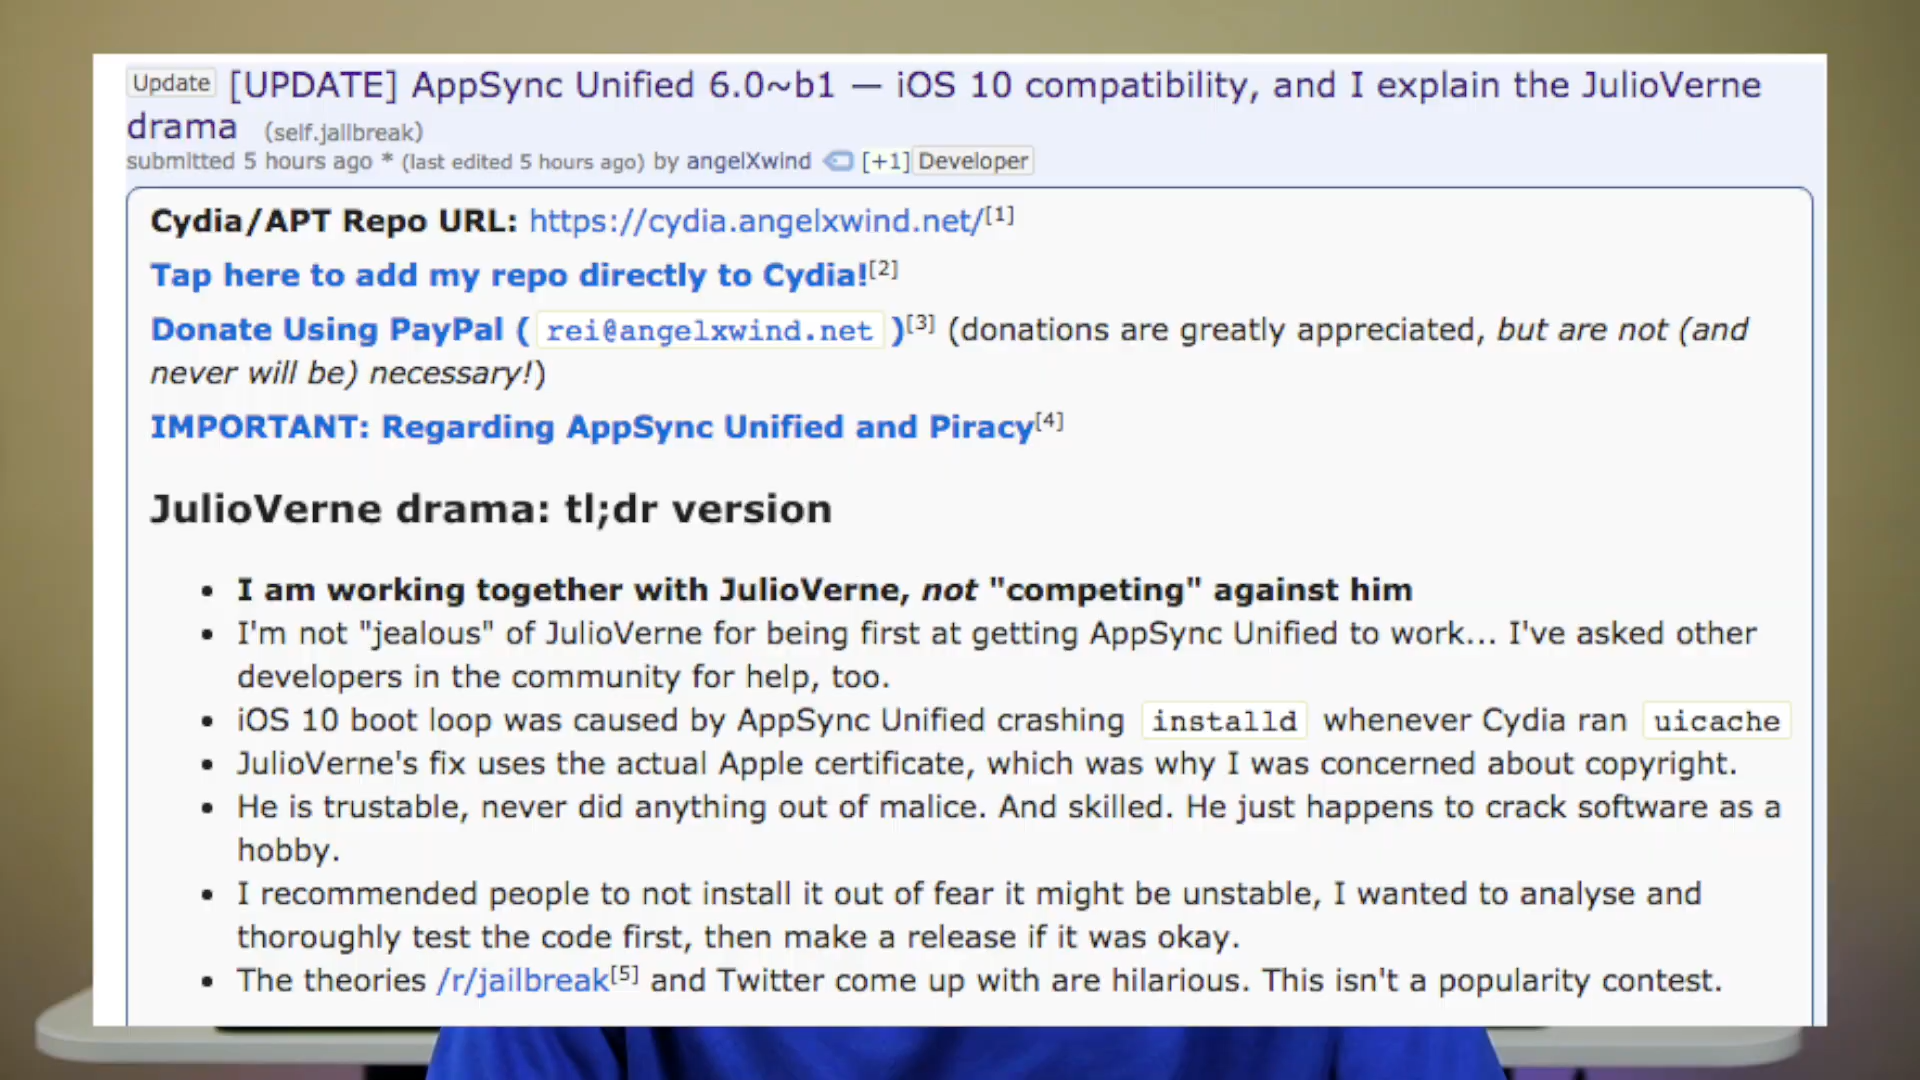 Update [UPDATE] AppSync Unified 6.0~b1 — iOS 10 compatibility, and I explain the JulioVerne
drama (self.jailbreak)
submitted 5 hours ago * (last edited 5 hours ago) by angelXwind [+1] Developer
Cydia/APT Repo URL: https://cydia.angelxwind.net/[1]
Tap here to add my repo directly to Cydia![2]
Donate Using PayPal ( rei@angelxwind.net )[3] (donations are greatly appreciated, but are not (and
never will be) necessary!)
IMPORTANT: Regarding AppSync Unified and Piracy[4]
JulioVerne drama: tl;dr version
• I am working together with JulioVerne, not "competing" against him
• I'm not "jealous" of JulioVerne for being first at getting AppSync Unified to work... I've asked other
developers in the community for help, too.
• iOS 10 boot loop was caused by AppSync Unified crashing installd whenever Cydia ran uicache
• JulioVerne's fix uses the actual Apple certificate, which was why I was concerned about copyright.
• He is trustable, never did anything out of malice. And skilled. He just happens to crack software as a
hobby.
• I recommended people to not install it out of fear it might be unstable, I wanted to analyse and
thoroughly test the code first, then make a release if it was okay.
• The theories /r/jailbreak[5] and Twitter come up with are hilarious. This isn't a popularity contest.